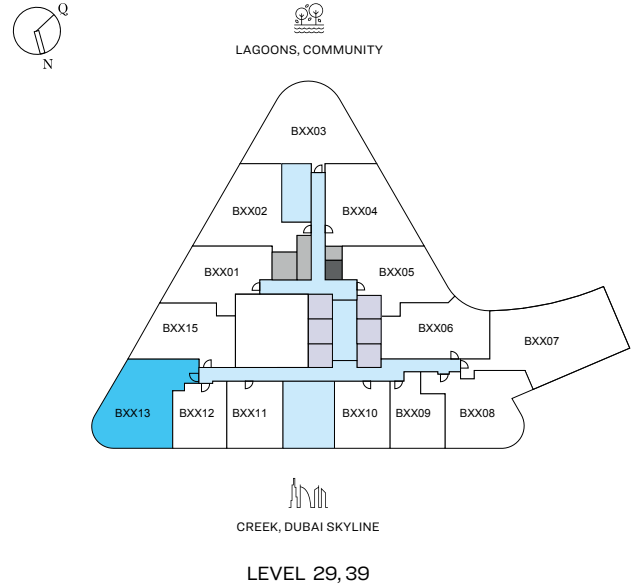 Q
N
LAGOONS, COMMUNITY
BXX03
BXX02
BXX04
BXX01
BXX05
BXX15
BXX06
BXX07
BXX13
BXX12
BXX11
BXX10
BXX09
BXX08
CREEK, DUBAI SKYLINE
LEVEL 29,39